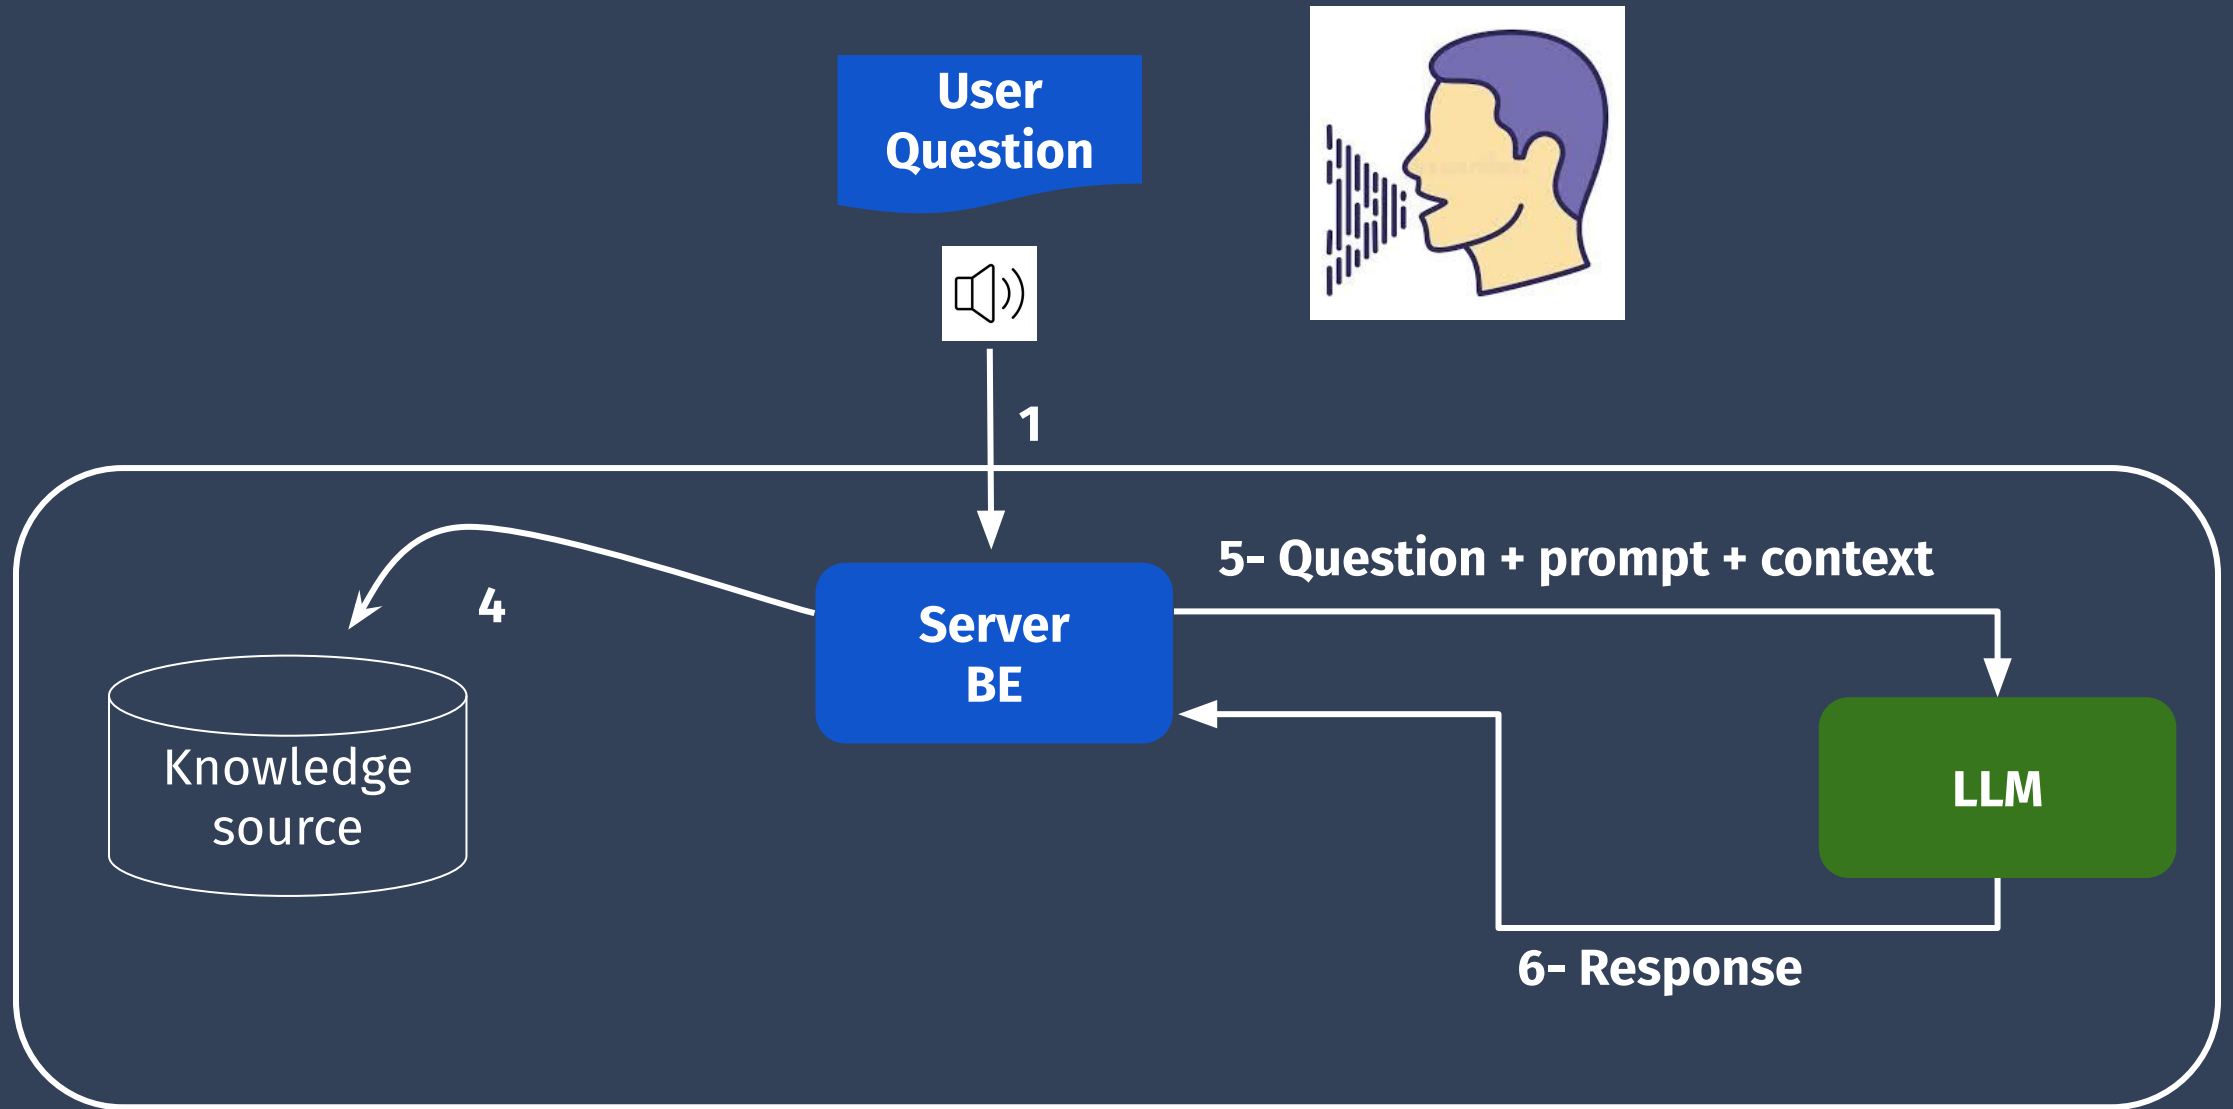 User
Question
1
5- Question + prompt + context
4
Server
BE
Knowledge
source
LLM
6- Response